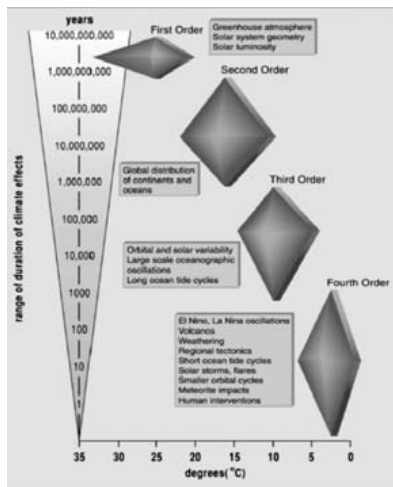 years
10,000,000,000
1,000,000,000
100,000,000
10,000,000
1,000,000
100,000
10,000
1000
100
10
1
range of duration of climate effects
First Order
Greenhouse atmosphere
Solar system geometry
Solar luminosity
Second Order
Global distribution
of continents and
oceans
Third Order
Orbital and solar variability
Large scale oceanographic
oscillations
Long ocean tide cycles
Fourth Order
El Nino, La Nina oscillations
Volcanos
Weathering
Regional tectonics
Short ocean tide cycles
Solar storms, flares
Smaller orbital cycles
Meteorite impacts
Human interventions
35 30 25 20 15 10 5 0
degrees(°C)